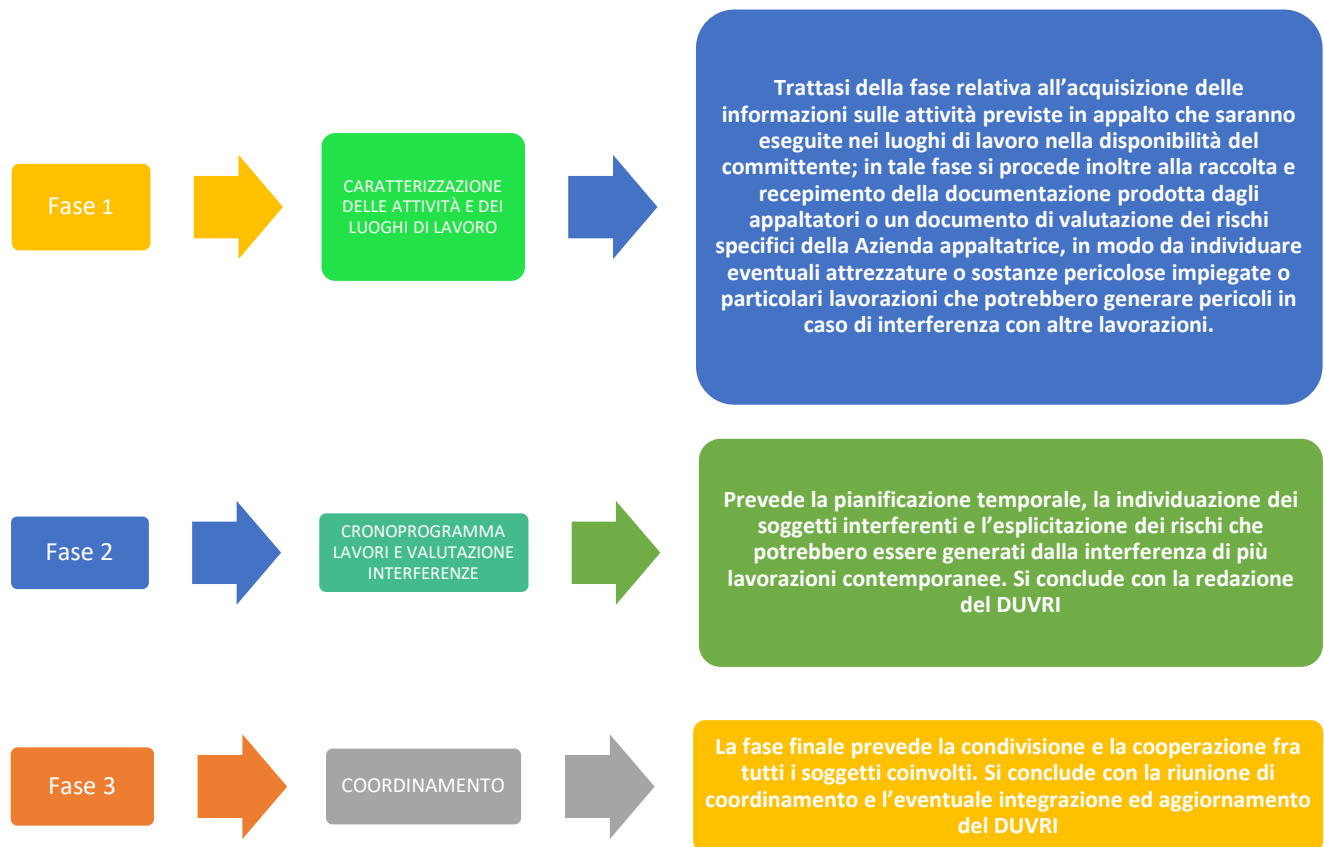 Fase 1
CARATTERIZZAZIONE
DELLE ATTIVITÀ E DEI
LUOGHI DI LAVORO
Trattasi della fase relativa all’acquisizione delle
informazioni sulle attività previste in appalto che saranno
eseguite nei luoghi di lavoro nella disponibilità del
committente; in tale fase si procede inoltre alla raccolta e
recepimento della documentazione prodotta dagli
appaltatori o un documento di valutazione dei rischi
specifici della Azienda appaltatrice, in modo da individuare
eventuali attrezzature o sostanze pericolose impiegate o
particolari lavorazioni che potrebbero generare pericoli in
caso di interferenza con altre lavorazioni.
Fase 2
CRONOPROGRAMMA
LAVORI E VALUTAZIONE
INTERFERENZE
Prevede la pianificazione temporale, la individuazione dei
soggetti interferenti e l’esplicitazione dei rischi che
potrebbero essere generati dalla interferenza di più
lavorazioni contemporanee. Si conclude con la redazione
del DUVRI
Fase 3
COORDINAMENTO
La fase finale prevede la condivisione e la cooperazione fra
tutti i soggetti coinvolti. Si conclude con la riunione di
coordinamento e l’eventuale integrazione ed aggiornamento
del DUVRI